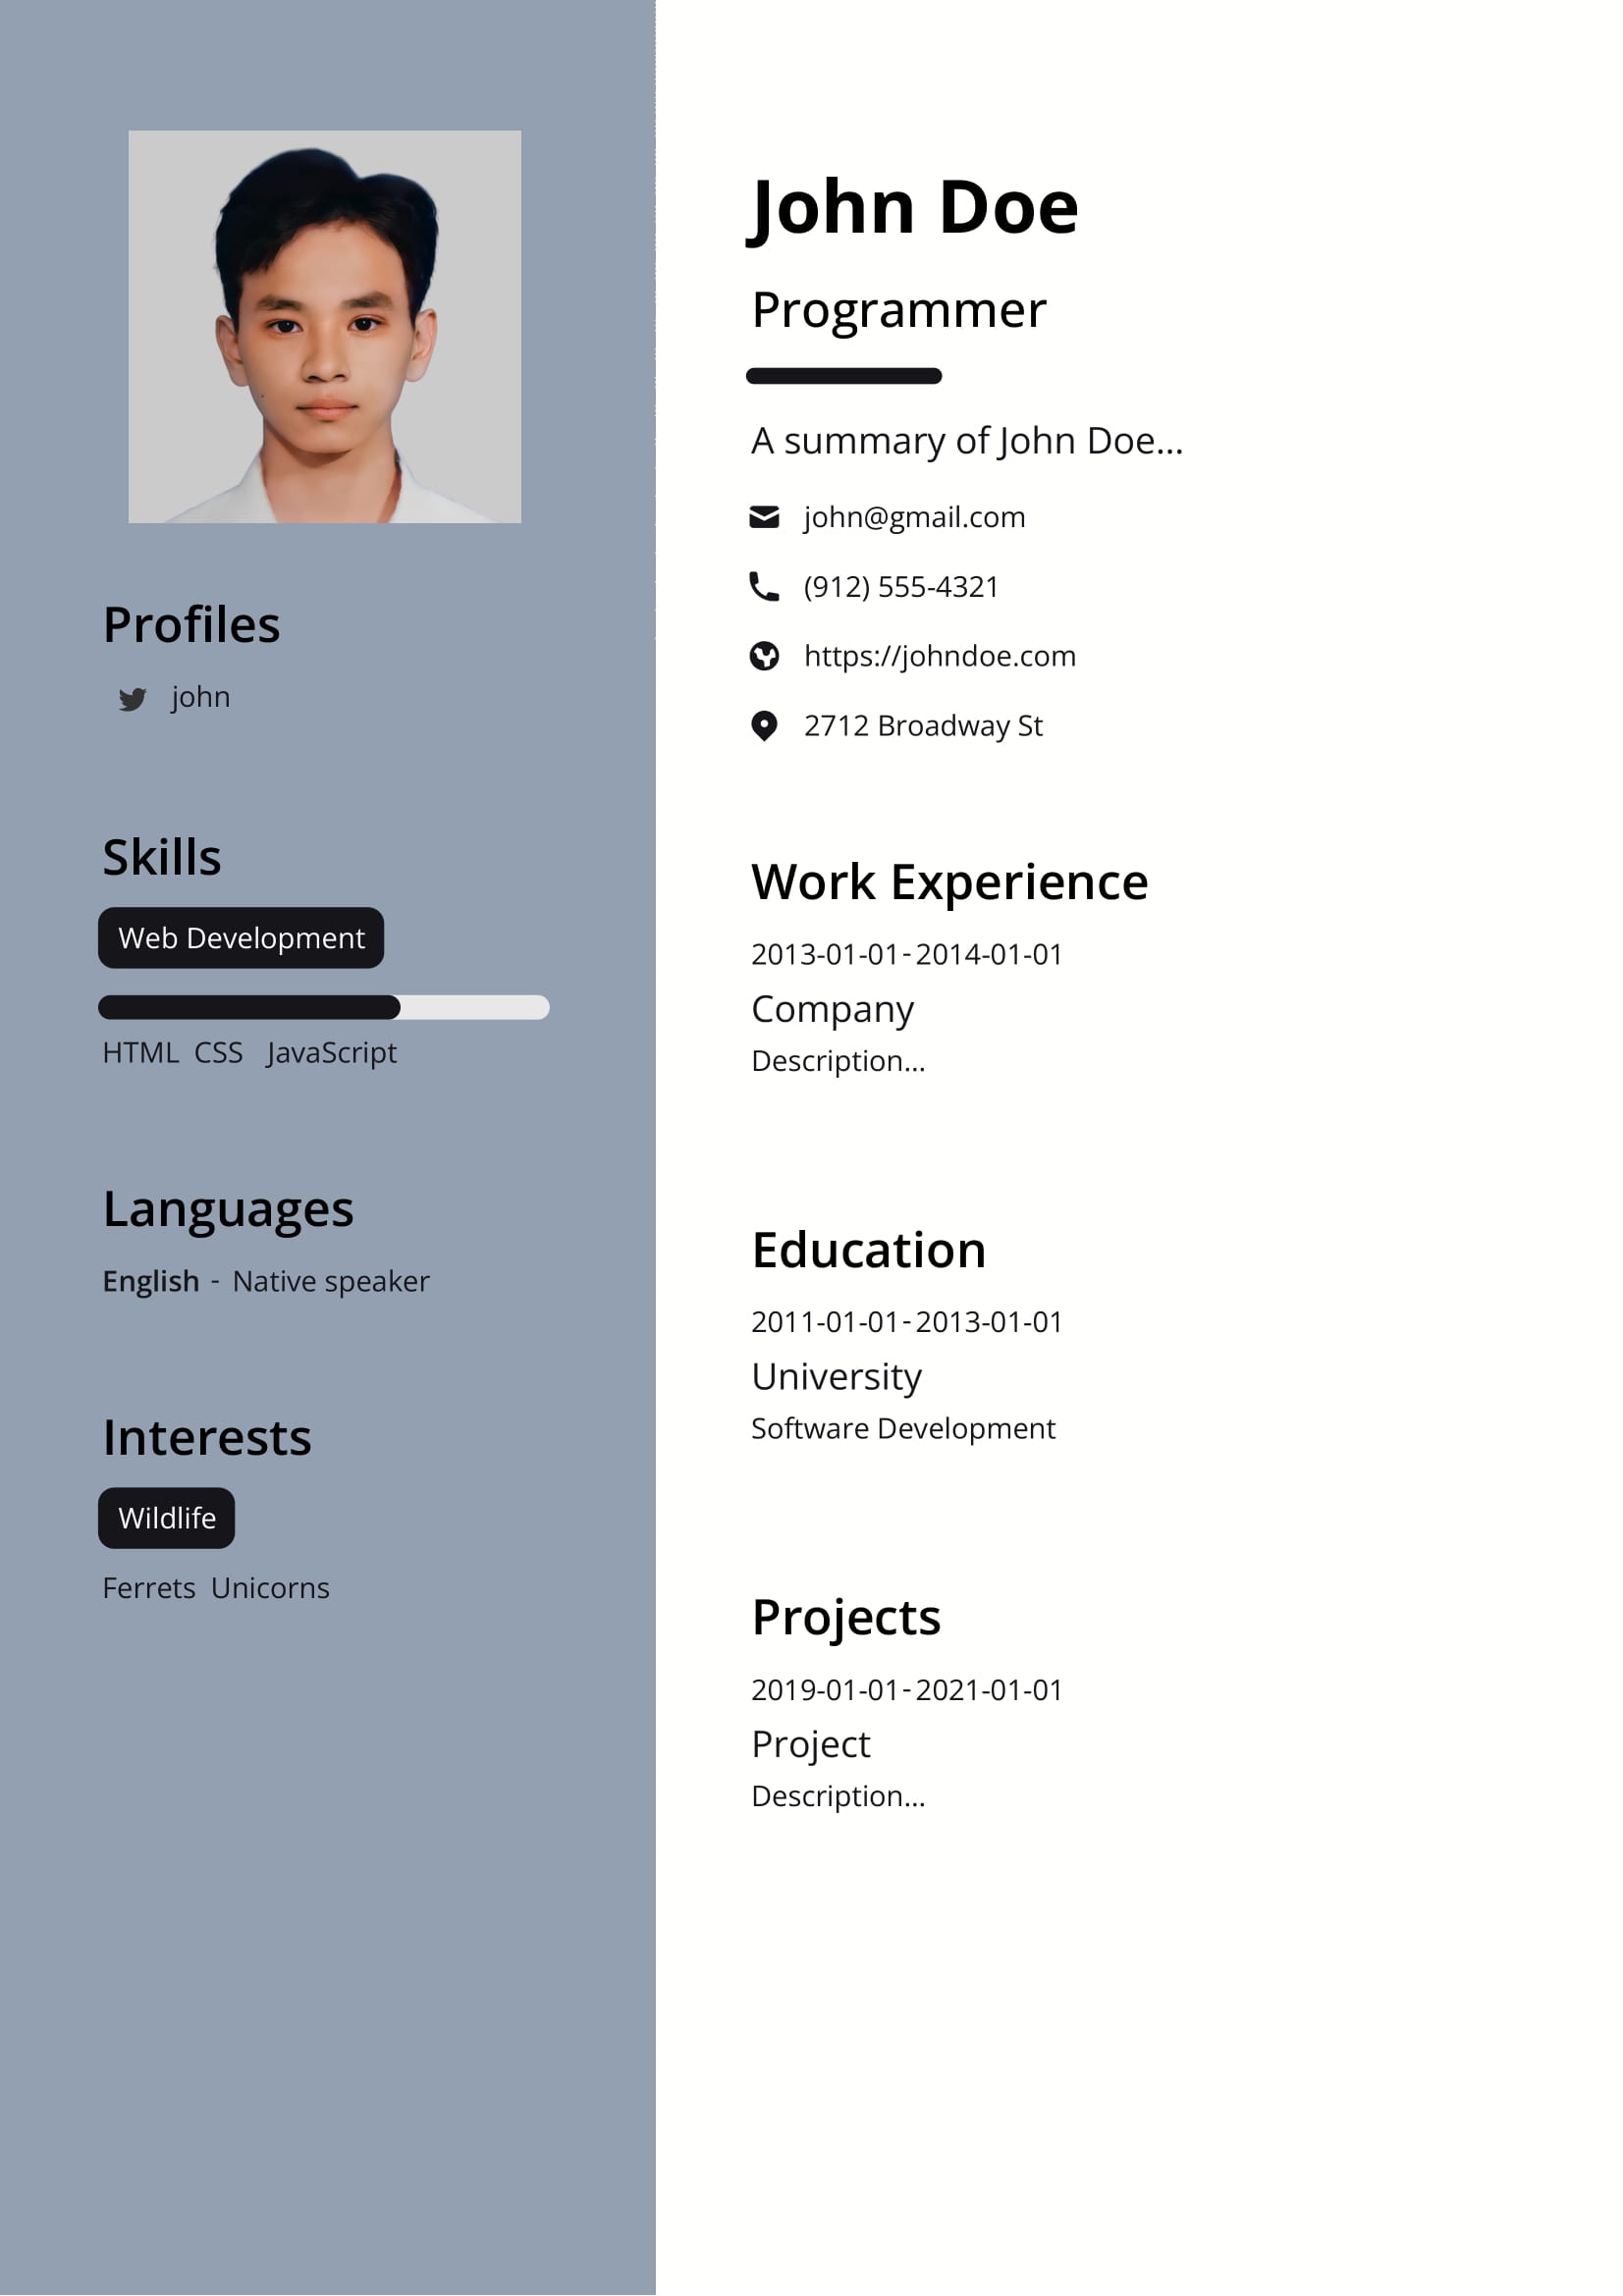 Profiles
john
Skills
Web Development
HTML CSS JavaScript
Languages
English - Native speaker
Interests
Wildlife
Ferrets Unicorns
John Doe
Programmer
A summary of John Doe...
john@gmail.com
(912) 555-4321
https://johndoe.com
2712 Broadway St
Work Experience
2013-01-01-2014-01-01
Company
Description...
Education
2011-01-01-2013-01-01
University
Software Development
Projects
2019-01-01-2021-01-01
Project
Description...